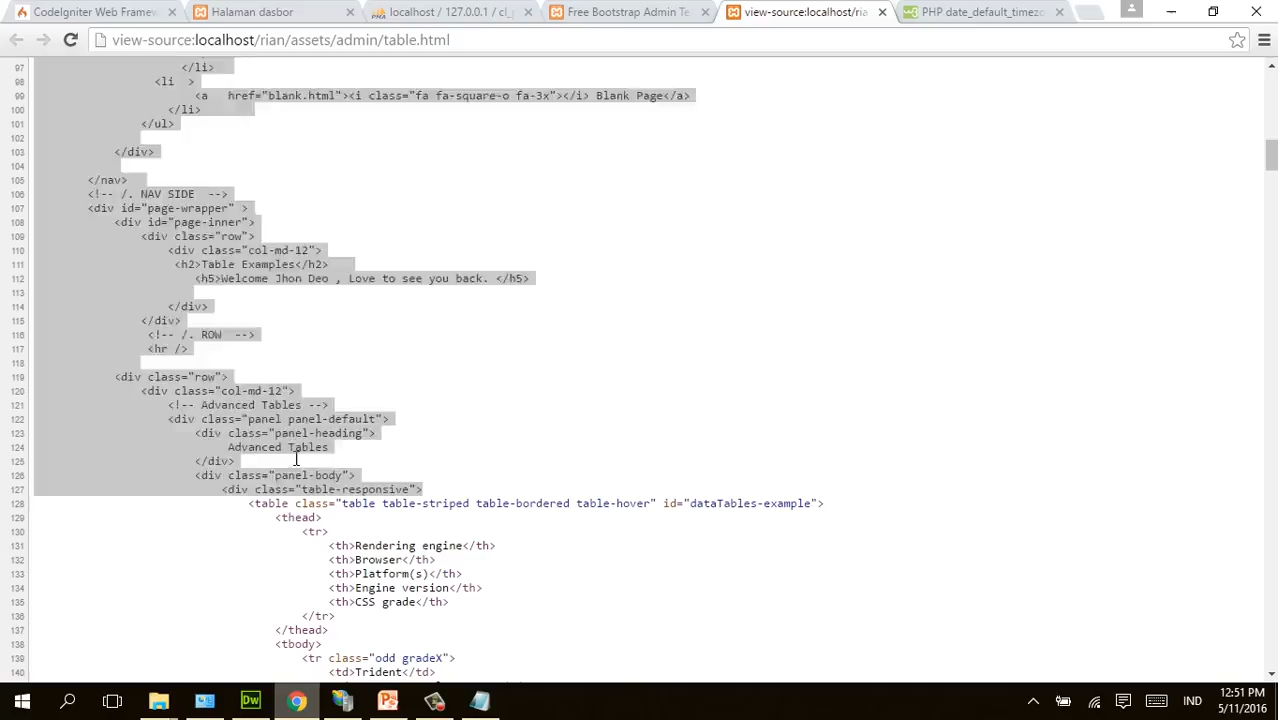 CodeIgniter Web Framew
Halaman dasbor
localhost / 127.0.0.1 / cl_p
Free Bootstrap Admin Te
view-source:localhost/ria
PHP date_default_timezo
view-source:localhost/rian/assets/admin/table.html
97 </li>
98 <li >
99 <a href="blank.html"><i class="fa fa-square-o fa-3x"></i> Blank Page</a>
100 </li>
101 </ul>
102
103 </div>
104
105 </nav>
106 <!-- /. NAV SIDE -->
107 <div id="page-wrapper" >
108 <div id="page-inner">
109 <div class="row">
110 <div class="col-md-12">
111 <h2>Table Examples</h2>
112 <h5>Welcome Jhon Deo , Love to see you back. </h5>
113
114 </div>
115 </div>
116 <!-- /. ROW -->
117 <hr />
118
119 <div class="row">
120 <div class="col-md-12">
121 <!-- Advanced Tables -->
122 <div class="panel panel-default">
123 <div class="panel-heading">
124 Advanced Tables
125 </div>
126 <div class="panel-body">
127 <div class="table-responsive">
128 <table class="table table-striped table-bordered table-hover" id="dataTables-example">
129 <thead>
130 <tr>
131 <th>Rendering engine</th>
132 <th>Browser</th>
133 <th>Platform(s)</th>
134 <th>Engine version</th>
135 <th>CSS grade</th>
136 </tr>
137 </thead>
138 <tbody>
139 <tr class="odd gradeX">
140 <td>Trident</td>
Dw
IND
12:51 PM
5/11/2016